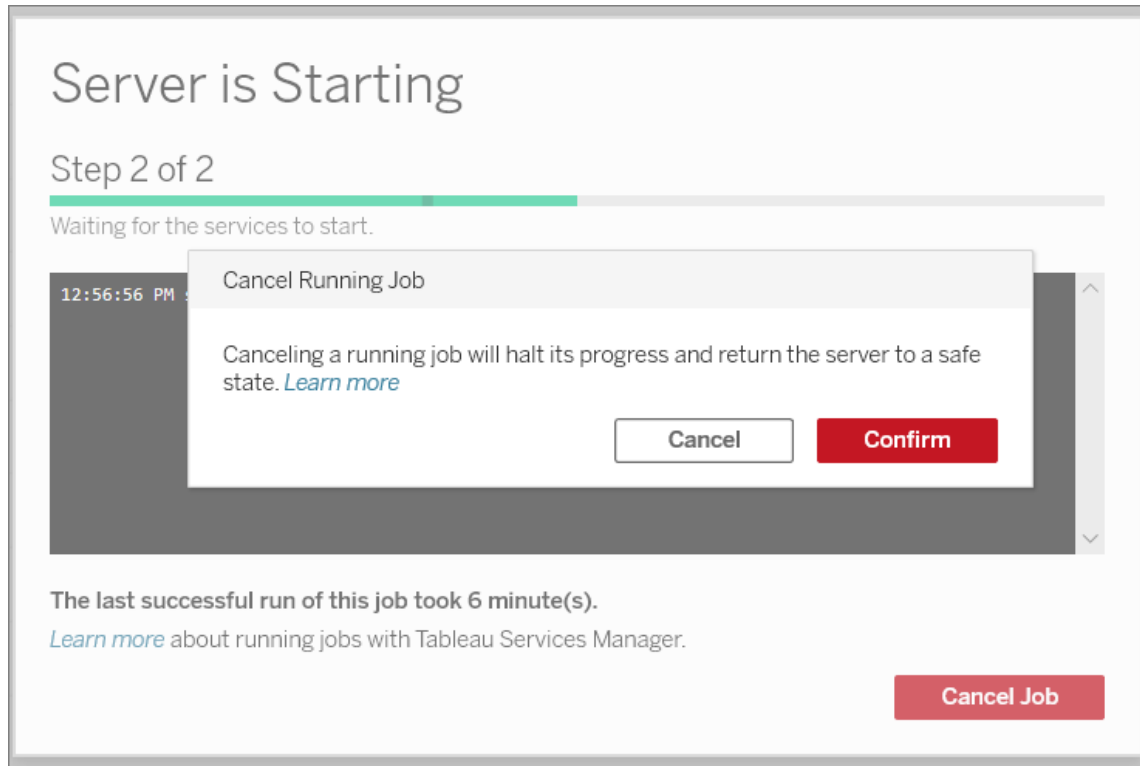 Server is Starting
Step 2 of 2
Waiting for the services to start.
12:56:56 PM
Cancel Running Job
Canceling a running job will halt its progress and return the server to a safe
state. Learn more
Cancel
Confirm
The last successful run of this job took 6 minute(s).
Learn more about running jobs with Tableau Services Manager.
Cancel Job